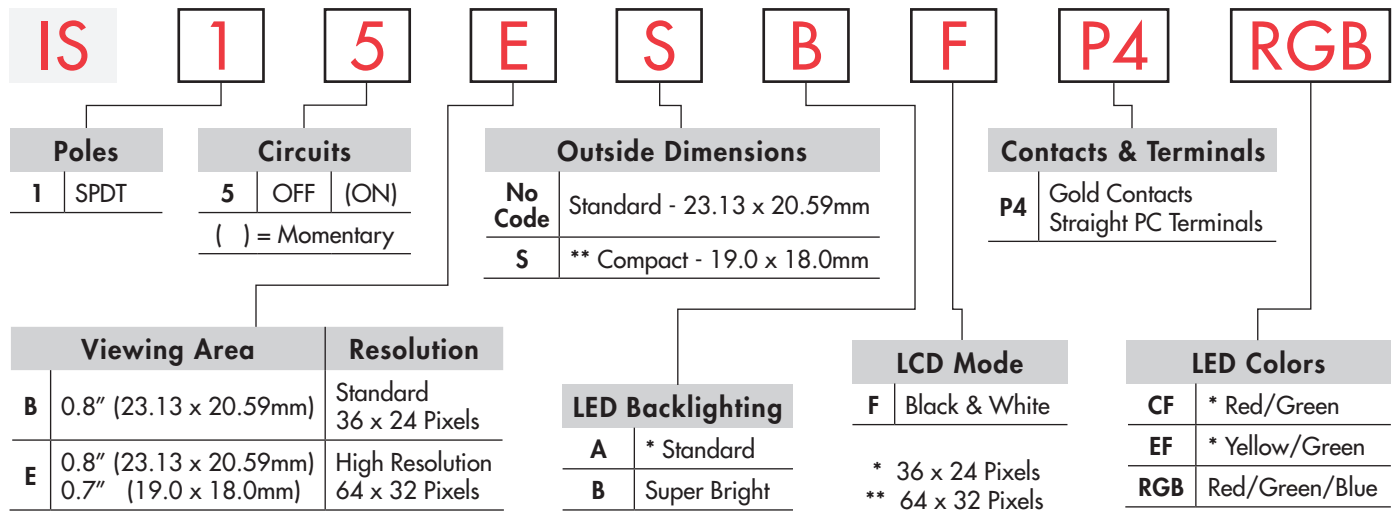 IS 1 5 E S B F P4 RGB
Poles
1 SPDT
Circuits
5 OFF (ON)
( ) = Momentary
Outside Dimensions
No Code Standard - 23.13 x 20.59mm
S ** Compact - 19.0 x 18.0mm
Contacts & Terminals
P4 Gold Contacts
Straight PC Terminals
Viewing Area Resolution
B 0.8" (23.13 x 20.59mm) Standard
36 x 24 Pixels
E 0.8" (23.13 x 20.59mm) High Resolution
0.7" (19.0 x 18.0mm) 64 x 32 Pixels
LED Backlighting
A * Standard
B Super Bright
LCD Mode
F Black & White
* 36 x 24 Pixels
** 64 x 32 Pixels
LED Colors
CF * Red/Green
EF * Yellow/Green
RGB Red/Green/Blue